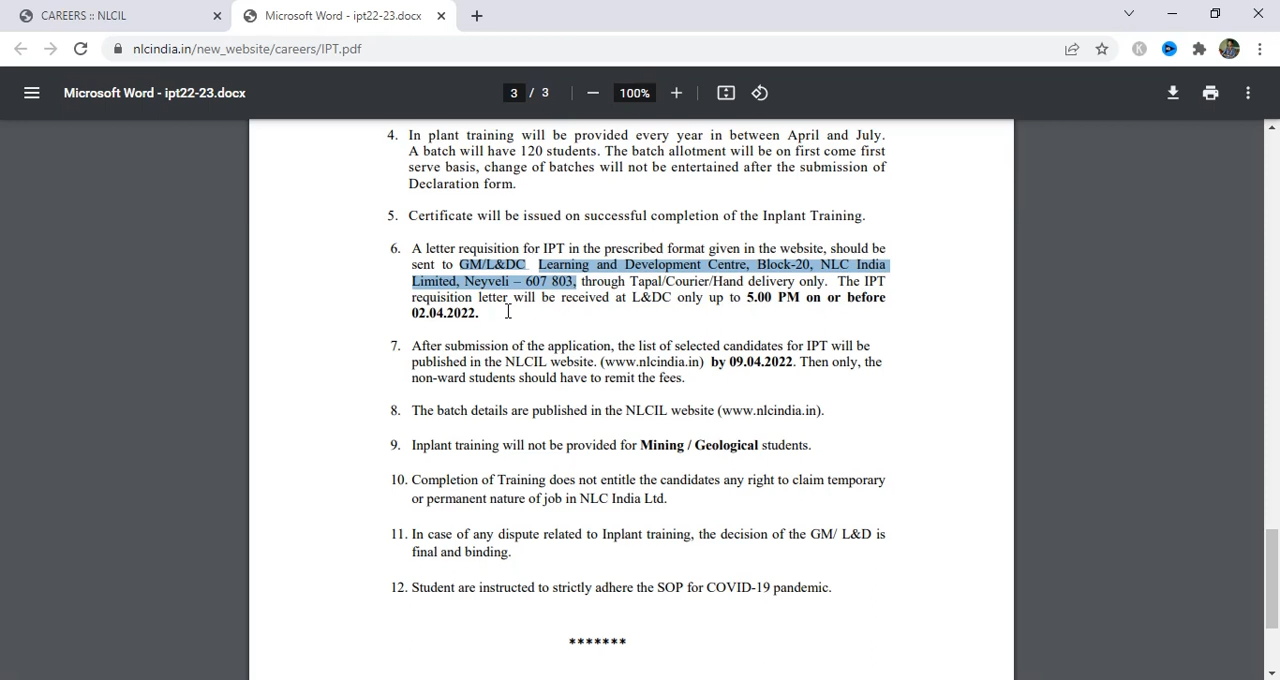 CAREERS :: NLCIL
Microsoft Word - ipt22-23.docx
nlcindia.in/new_website/careers/IPT.pdf
K
Microsoft Word - ipt22-23.docx
3 / 3
100%
4. In plant training will be provided every year in between April and July.
A batch will have 120 students. The batch allotment will be on first come first
serve basis, change of batches will not be entertained after the submission of
Declaration form.
5. Certificate will be issued on successful completion of the Inplant Training.
6. A letter requisition for IPT in the prescribed format given in the website, should be
sent to GM/L&DC Learning and Development Centre, Block-20, NLC India
Limited, Neyveli – 607 803, through Tapal/Courier/Hand delivery only. The IPT
requisition letter will be received at L&DC only up to 5.00 PM on or before
02.04.2022.
7. After submission of the application, the list of selected candidates for IPT will be
published in the NLCIL website. (www.nlcindia.in) by 09.04.2022. Then only, the
non-ward students should have to remit the fees.
8. The batch details are published in the NLCIL website (www.nlcindia.in).
9. Inplant training will not be provided for Mining / Geological students.
10. Completion of Training does not entitle the candidates any right to claim temporary
or permanent nature of job in NLC India Ltd.
11. In case of any dispute related to Inplant training, the decision of the GM/ L&D is
final and binding.
12. Student are instructed to strictly adhere the SOP for COVID-19 pandemic.
*******